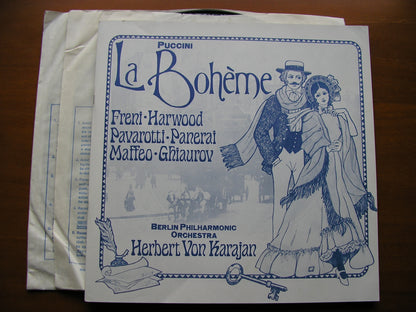 PUCCINI
La Bohème
Freni · Harwood
Pavarotti · Panerai
Maffeo · Ghiaurov
BERLIN PHILHARMONIC
ORCHESTRA
Herbert Von Karajan